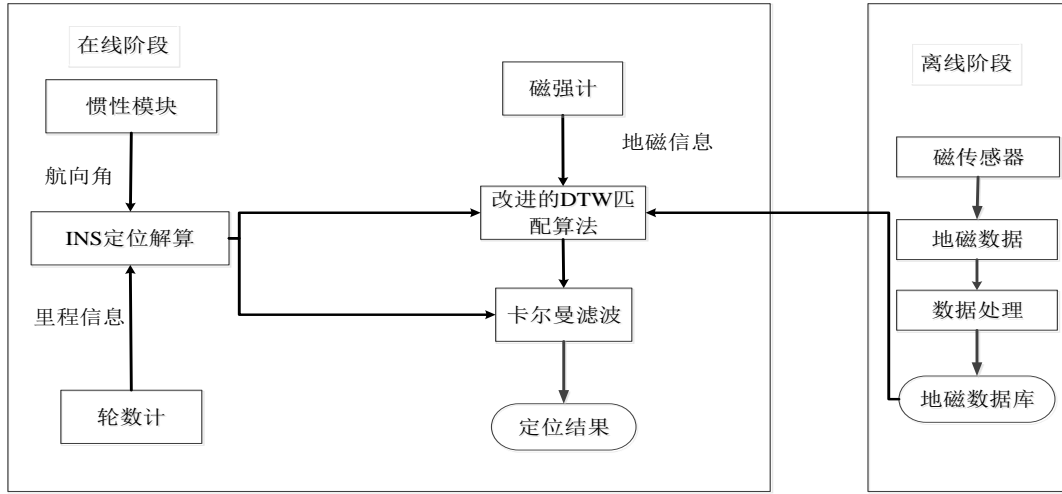 在线阶段
惯性模块
航向角
INS定位解算
里程信息
轮数计
磁强计
地磁信息
改进的DTW匹
配算法
卡尔曼滤波
定位结果
离线阶段
磁传感器
地磁数据
数据处理
地磁数据库